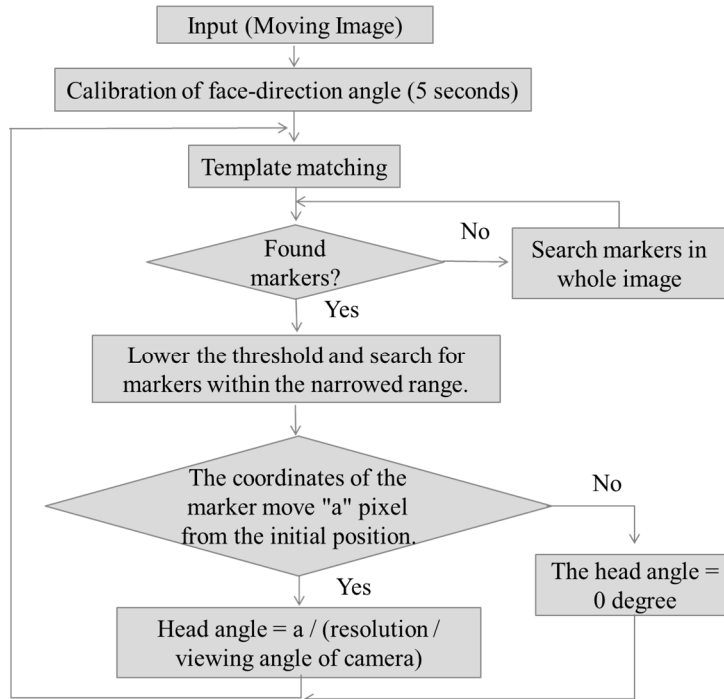 Input (Moving Image)
Calibration of face-direction angle (5 seconds)
Template matching
Found
markers?
No
Search markers in
whole image
Yes
Lower the threshold and search for
markers within the narrowed range.
The coordinates of the
marker move "a" pixel
from the initial position.
No
Yes
The head angle =
0 degree
Head angle = a / (resolution /
viewing angle of camera)